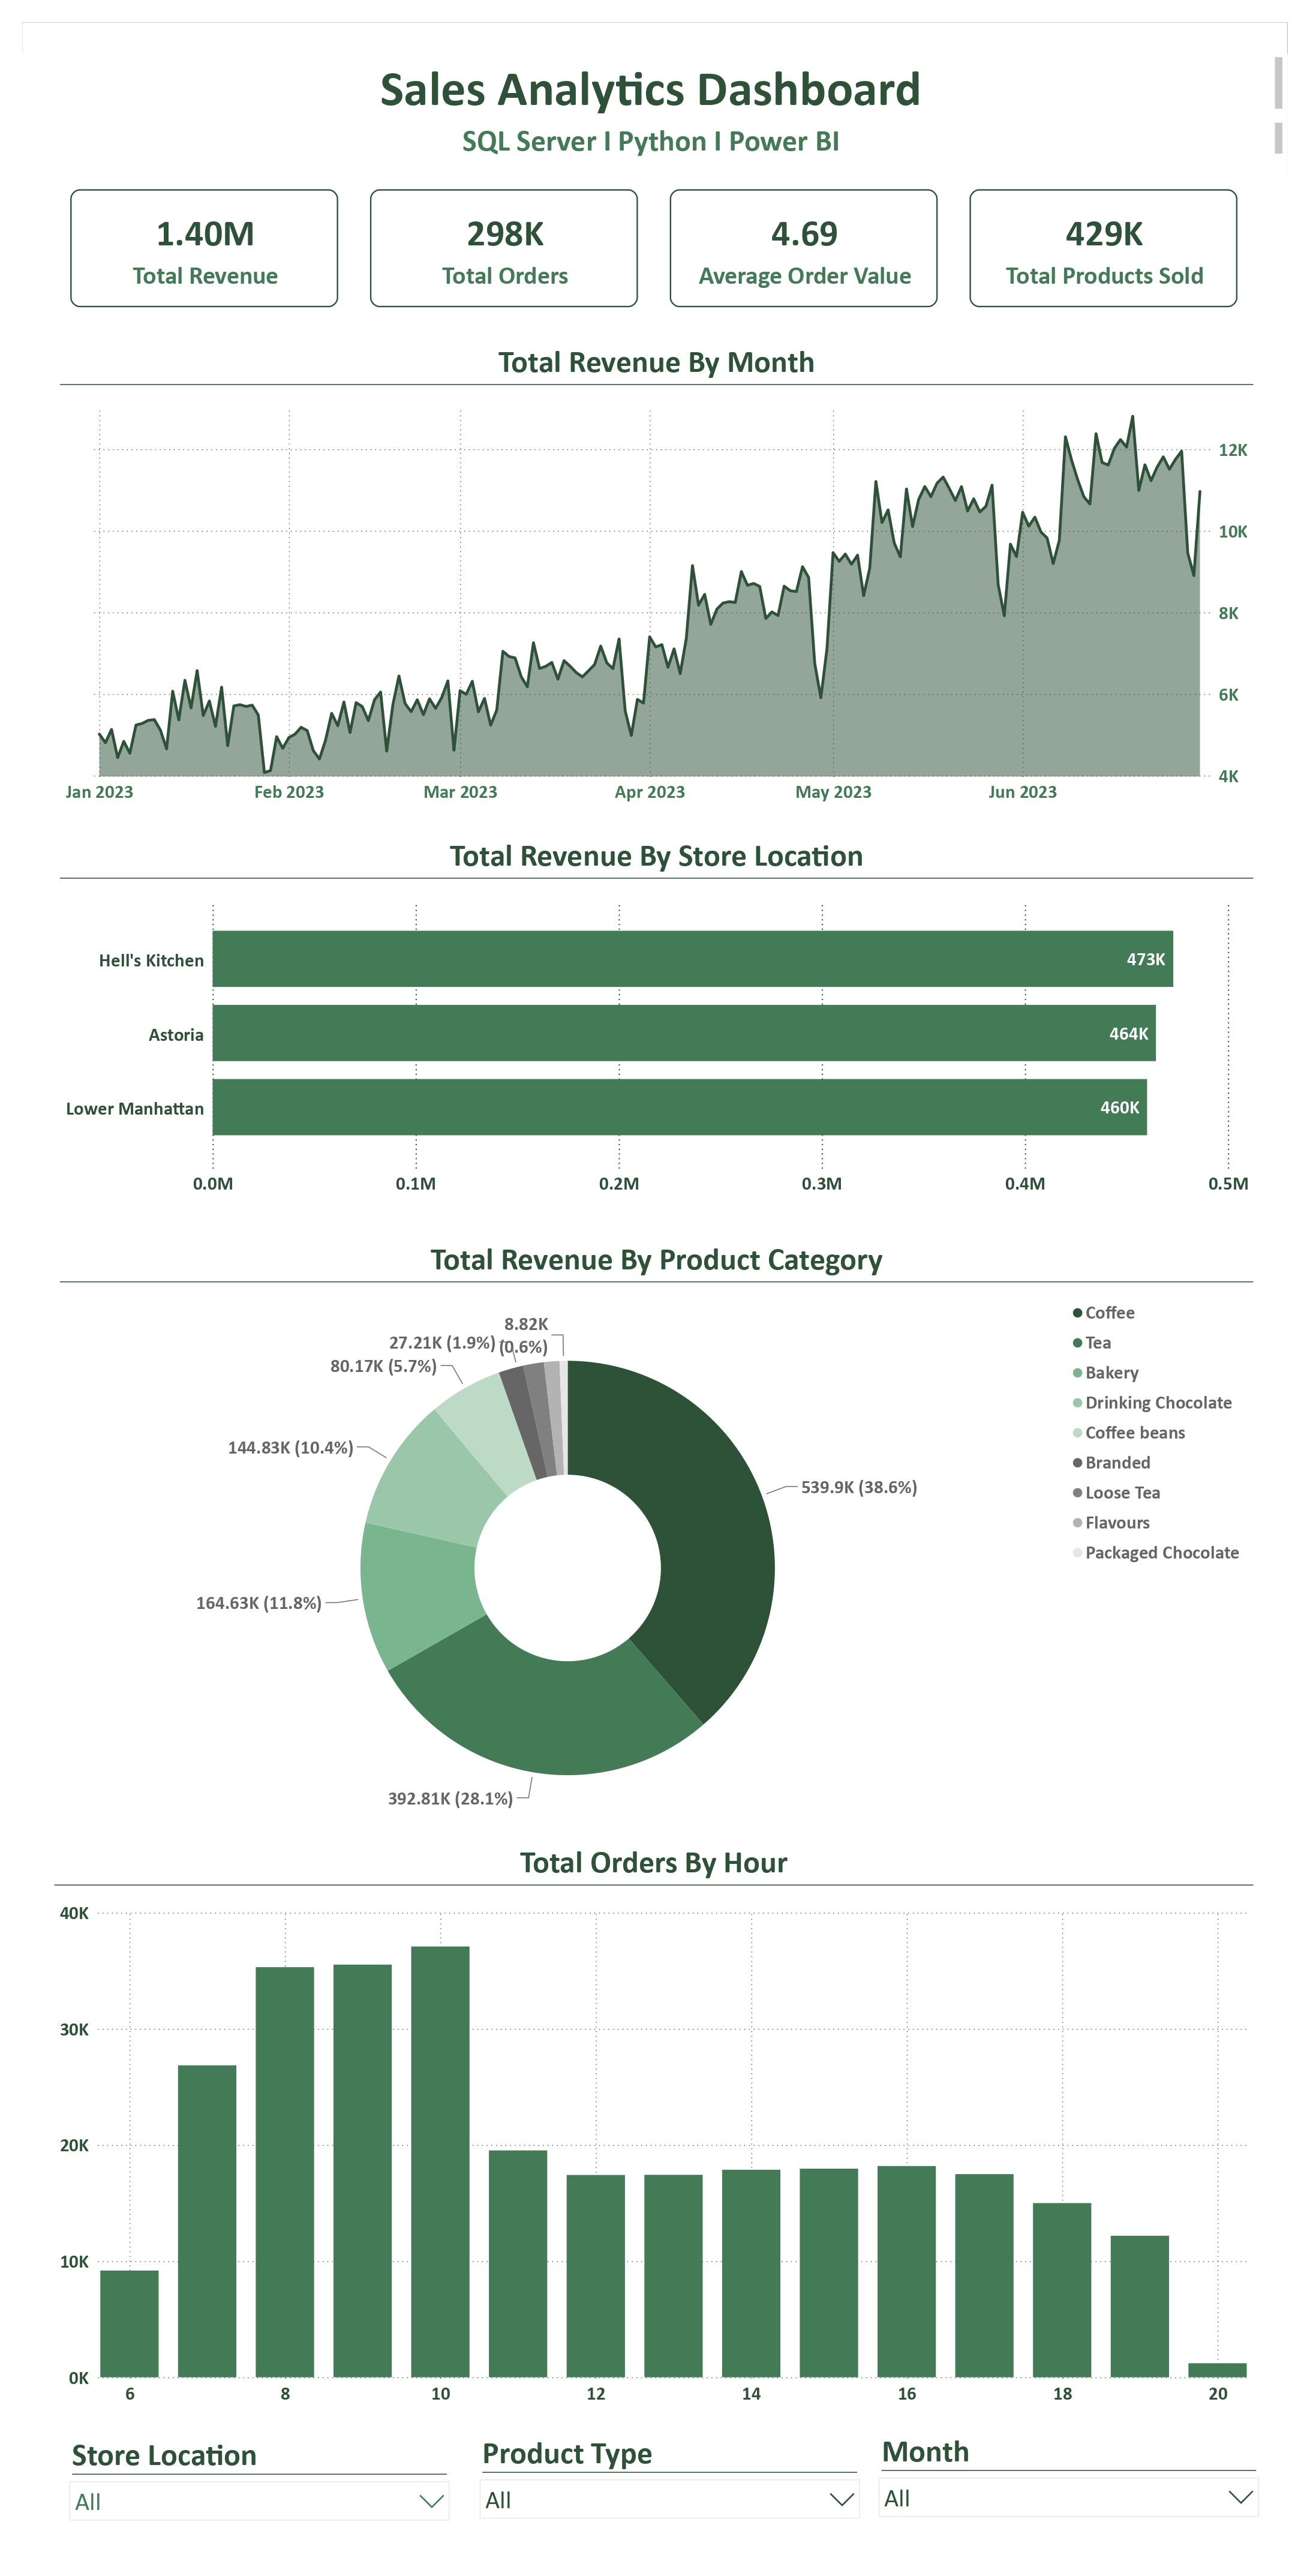 Sales Analytics Dashboard
SQL Server I Python I Power BI
1.40M
Total Revenue
298K
Total Orders
4.69
Average Order Value
429K
Total Products Sold
Total Revenue By Month
12K
10K
8K
6K
4K
Jan 2023 Feb 2023 Mar 2023 Apr 2023 May 2023 Jun 2023
Total Revenue By Store Location
Hell's Kitchen 473K
Astoria 464K
Lower Manhattan 460K
0.0M 0.1M 0.2M 0.3M 0.4M 0.5M
Total Revenue By Product Category
8.82K
(0.6%)
27.21K (1.9%)
80.17K (5.7%)
144.83K (10.4%)
164.63K (11.8%)
392.81K (28.1%)
539.9K (38.6%)
Coffee
Tea
Bakery
Drinking Chocolate
Coffee beans
Branded
Loose Tea
Flavours
Packaged Chocolate
Total Orders By Hour
40K
30K
20K
10K
0K
6 8 10 12 14 16 18 20
Store Location
All
Product Type
All
Month
All